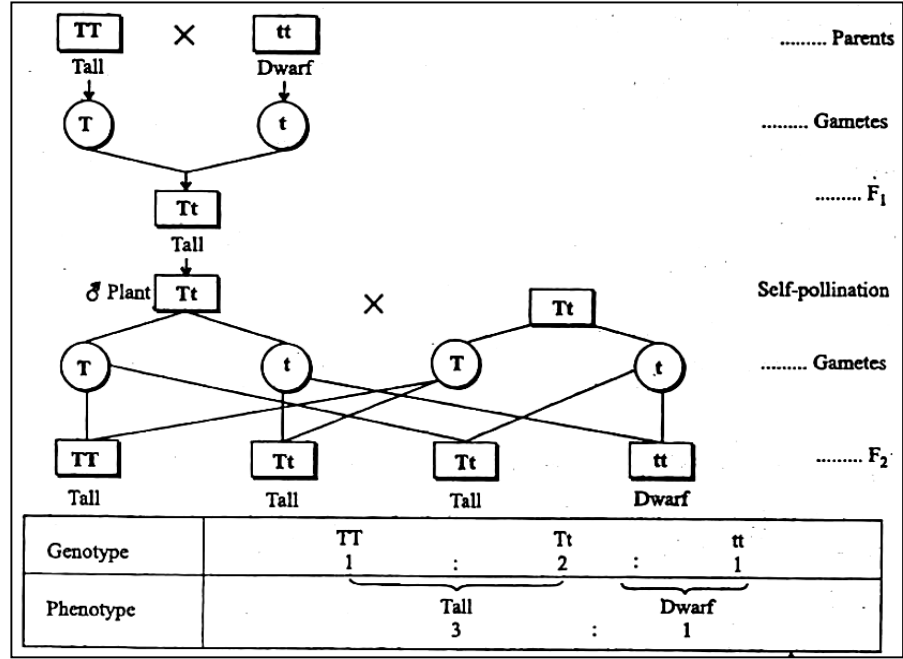 TT × tt ......... Parents
Tall Dwarf
T t ......... Gametes
Tt ......... F₁
Tall
♂ Plant Tt × Tt Self-pollination
T t T t ......... Gametes
TT Tt Tt tt ......... F₂
Tall Tall Tall Dwarf
Genotype TT Tt tt
1 : 2 : 1
Phenotype Tall Dwarf
3 : 1